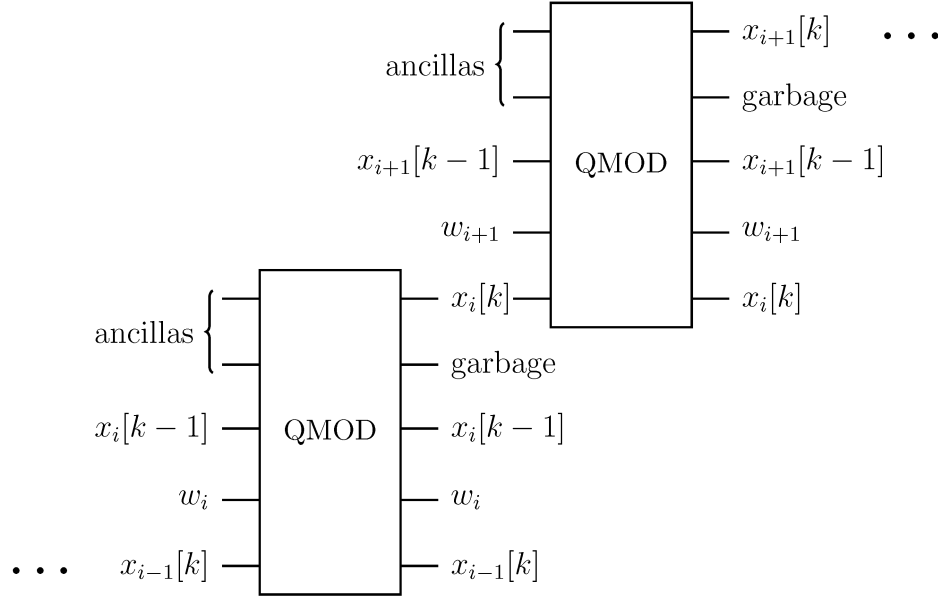 x_{i+1}[k] ...
ancillas
garbage
x_{i+1}[k − 1] QMOD x_{i+1}[k − 1]
w_{i+1} w_{i+1}
x_i[k] x_i[k]
ancillas
garbage
x_i[k − 1] QMOD x_i[k − 1]
w_i w_i
... x_{i−1}[k] x_{i−1}[k]